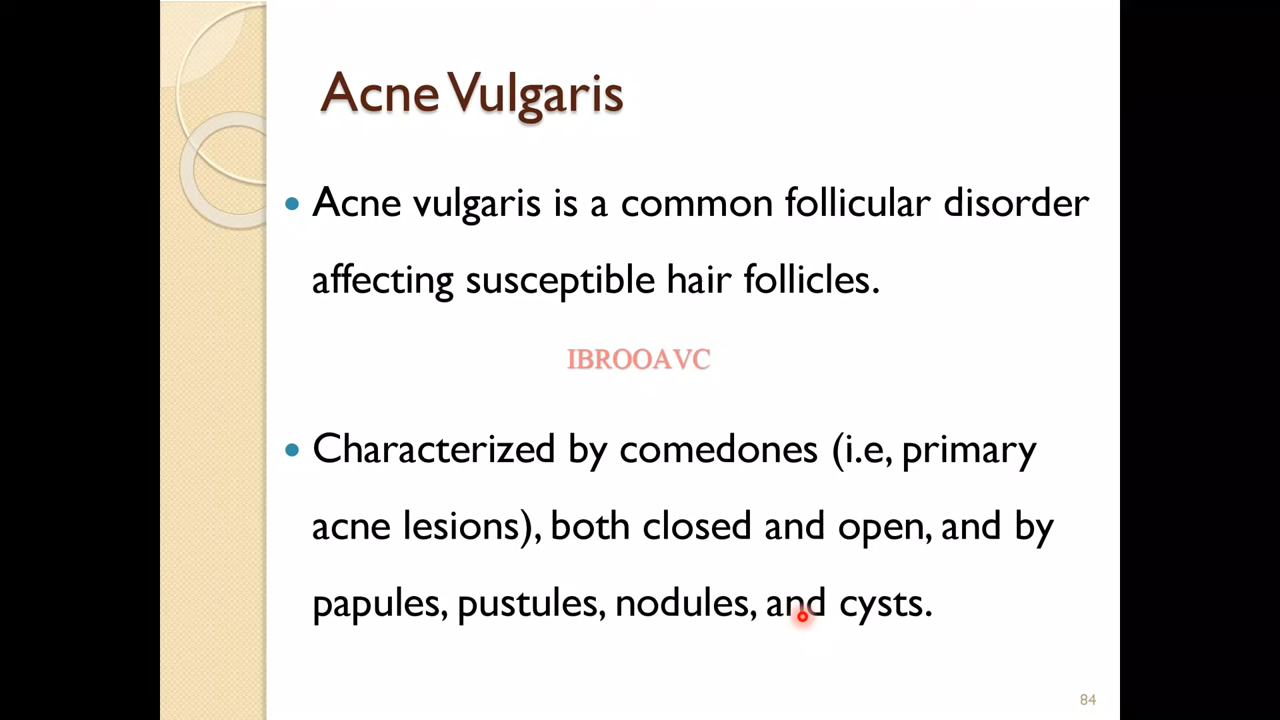 Acne Vulgaris
• Acne vulgaris is a common follicular disorder
affecting susceptible hair follicles.
IBROOAVC
• Characterized by comedones (i.e, primary
acne lesions), both closed and open, and by
papules, pustules, nodules, and cysts.
84